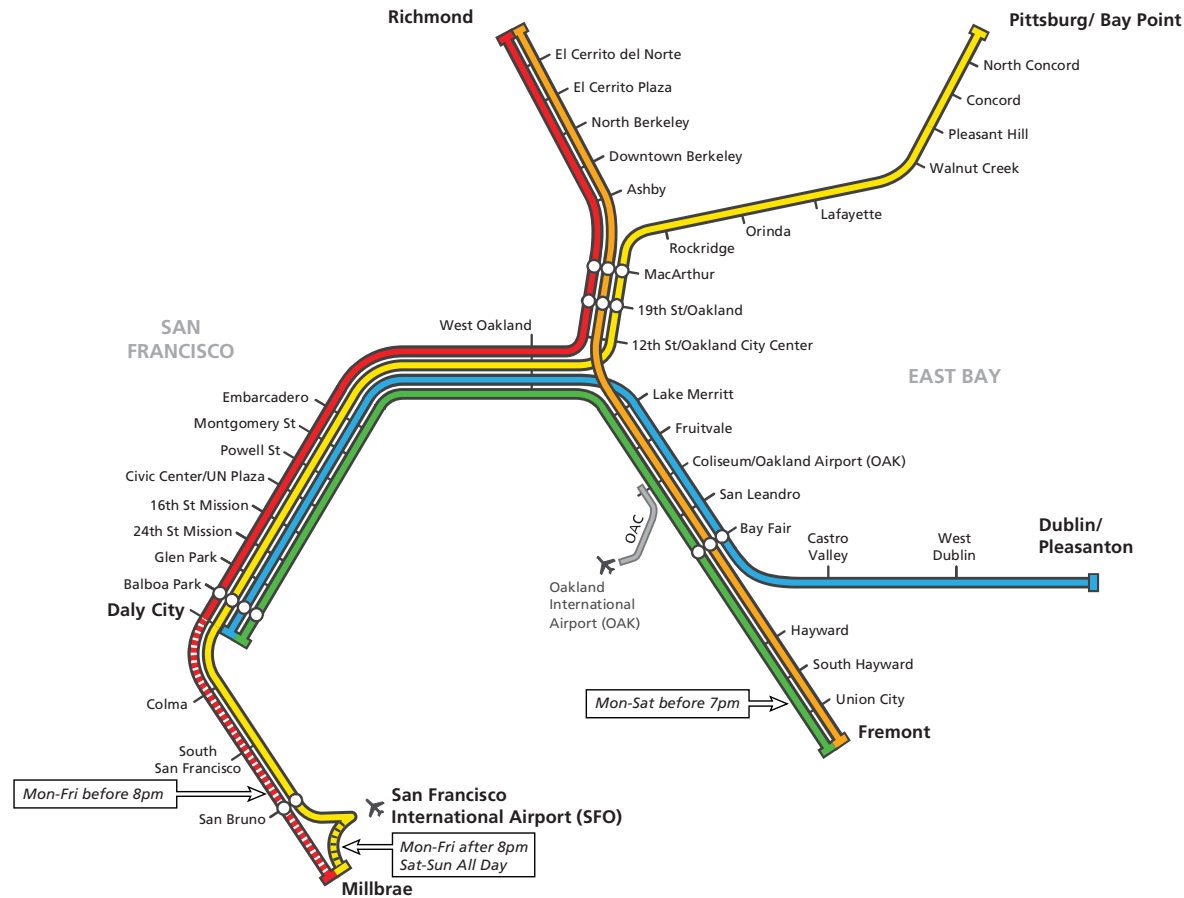 Richmond
Pittsburg/ Bay Point
El Cerrito del Norte
North Concord
El Cerrito Plaza
Concord
North Berkeley
Pleasant Hill
Downtown Berkeley
Walnut Creek
Ashby
Lafayette
Orinda
Rockridge
MacArthur
19th St/Oakland
SAN
FRANCISCO
West Oakland
12th St/Oakland City Center
EAST BAY
Embarcadero
Lake Merritt
Montgomery St
Fruitvale
Powell St
Coliseum/Oakland Airport (OAK)
Civic Center/UN Plaza
San Leandro
16th St Mission
24th St Mission
OAC
Bay Fair
Castro
Valley
West
Dublin
Dublin/
Pleasanton
Glen Park
Balboa Park
Daly City
Oakland
International
Airport (OAK)
Hayward
South Hayward
Union City
Mon-Sat before 7pm
Fremont
Colma
South
San Francisco
Mon-Fri before 8pm
San Bruno
San Francisco
International Airport (SFO)
Mon-Fri after 8pm
Sat-Sun All Day
Millbrae